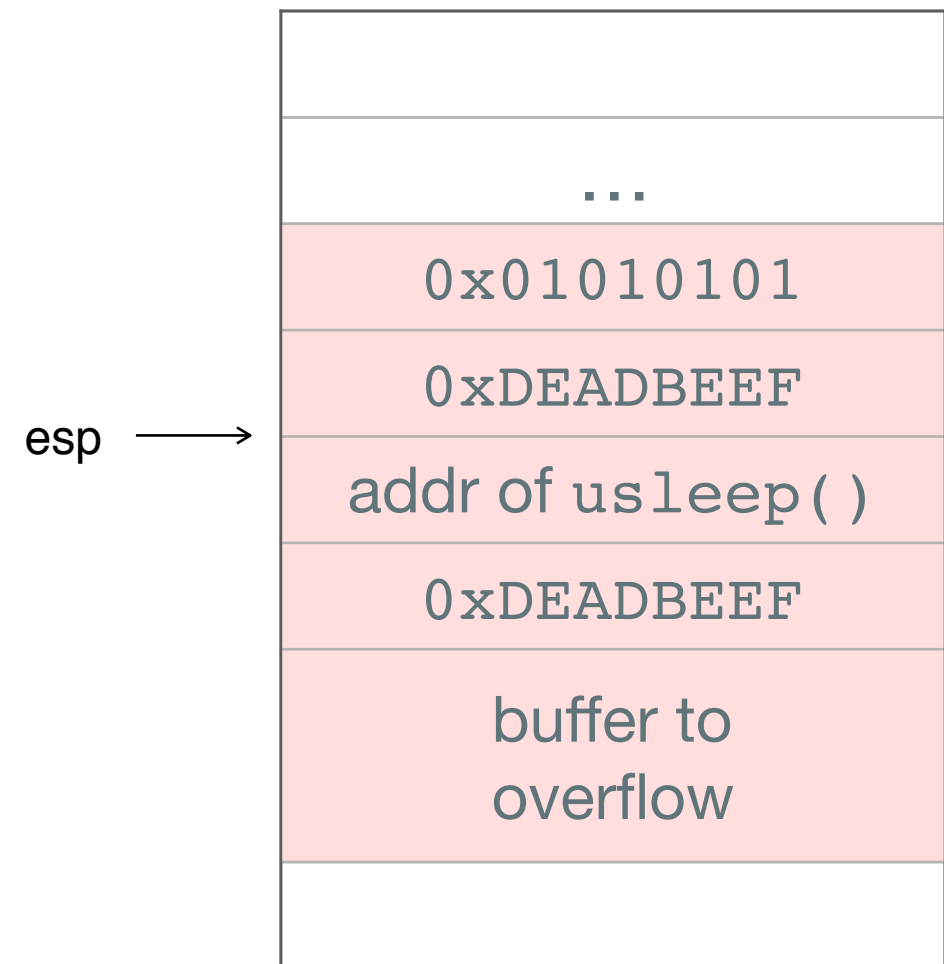 ...
0x01010101
0xDEADBEEF
esp
addr of usleep()
0xDEADBEEF
buffer to
overflow